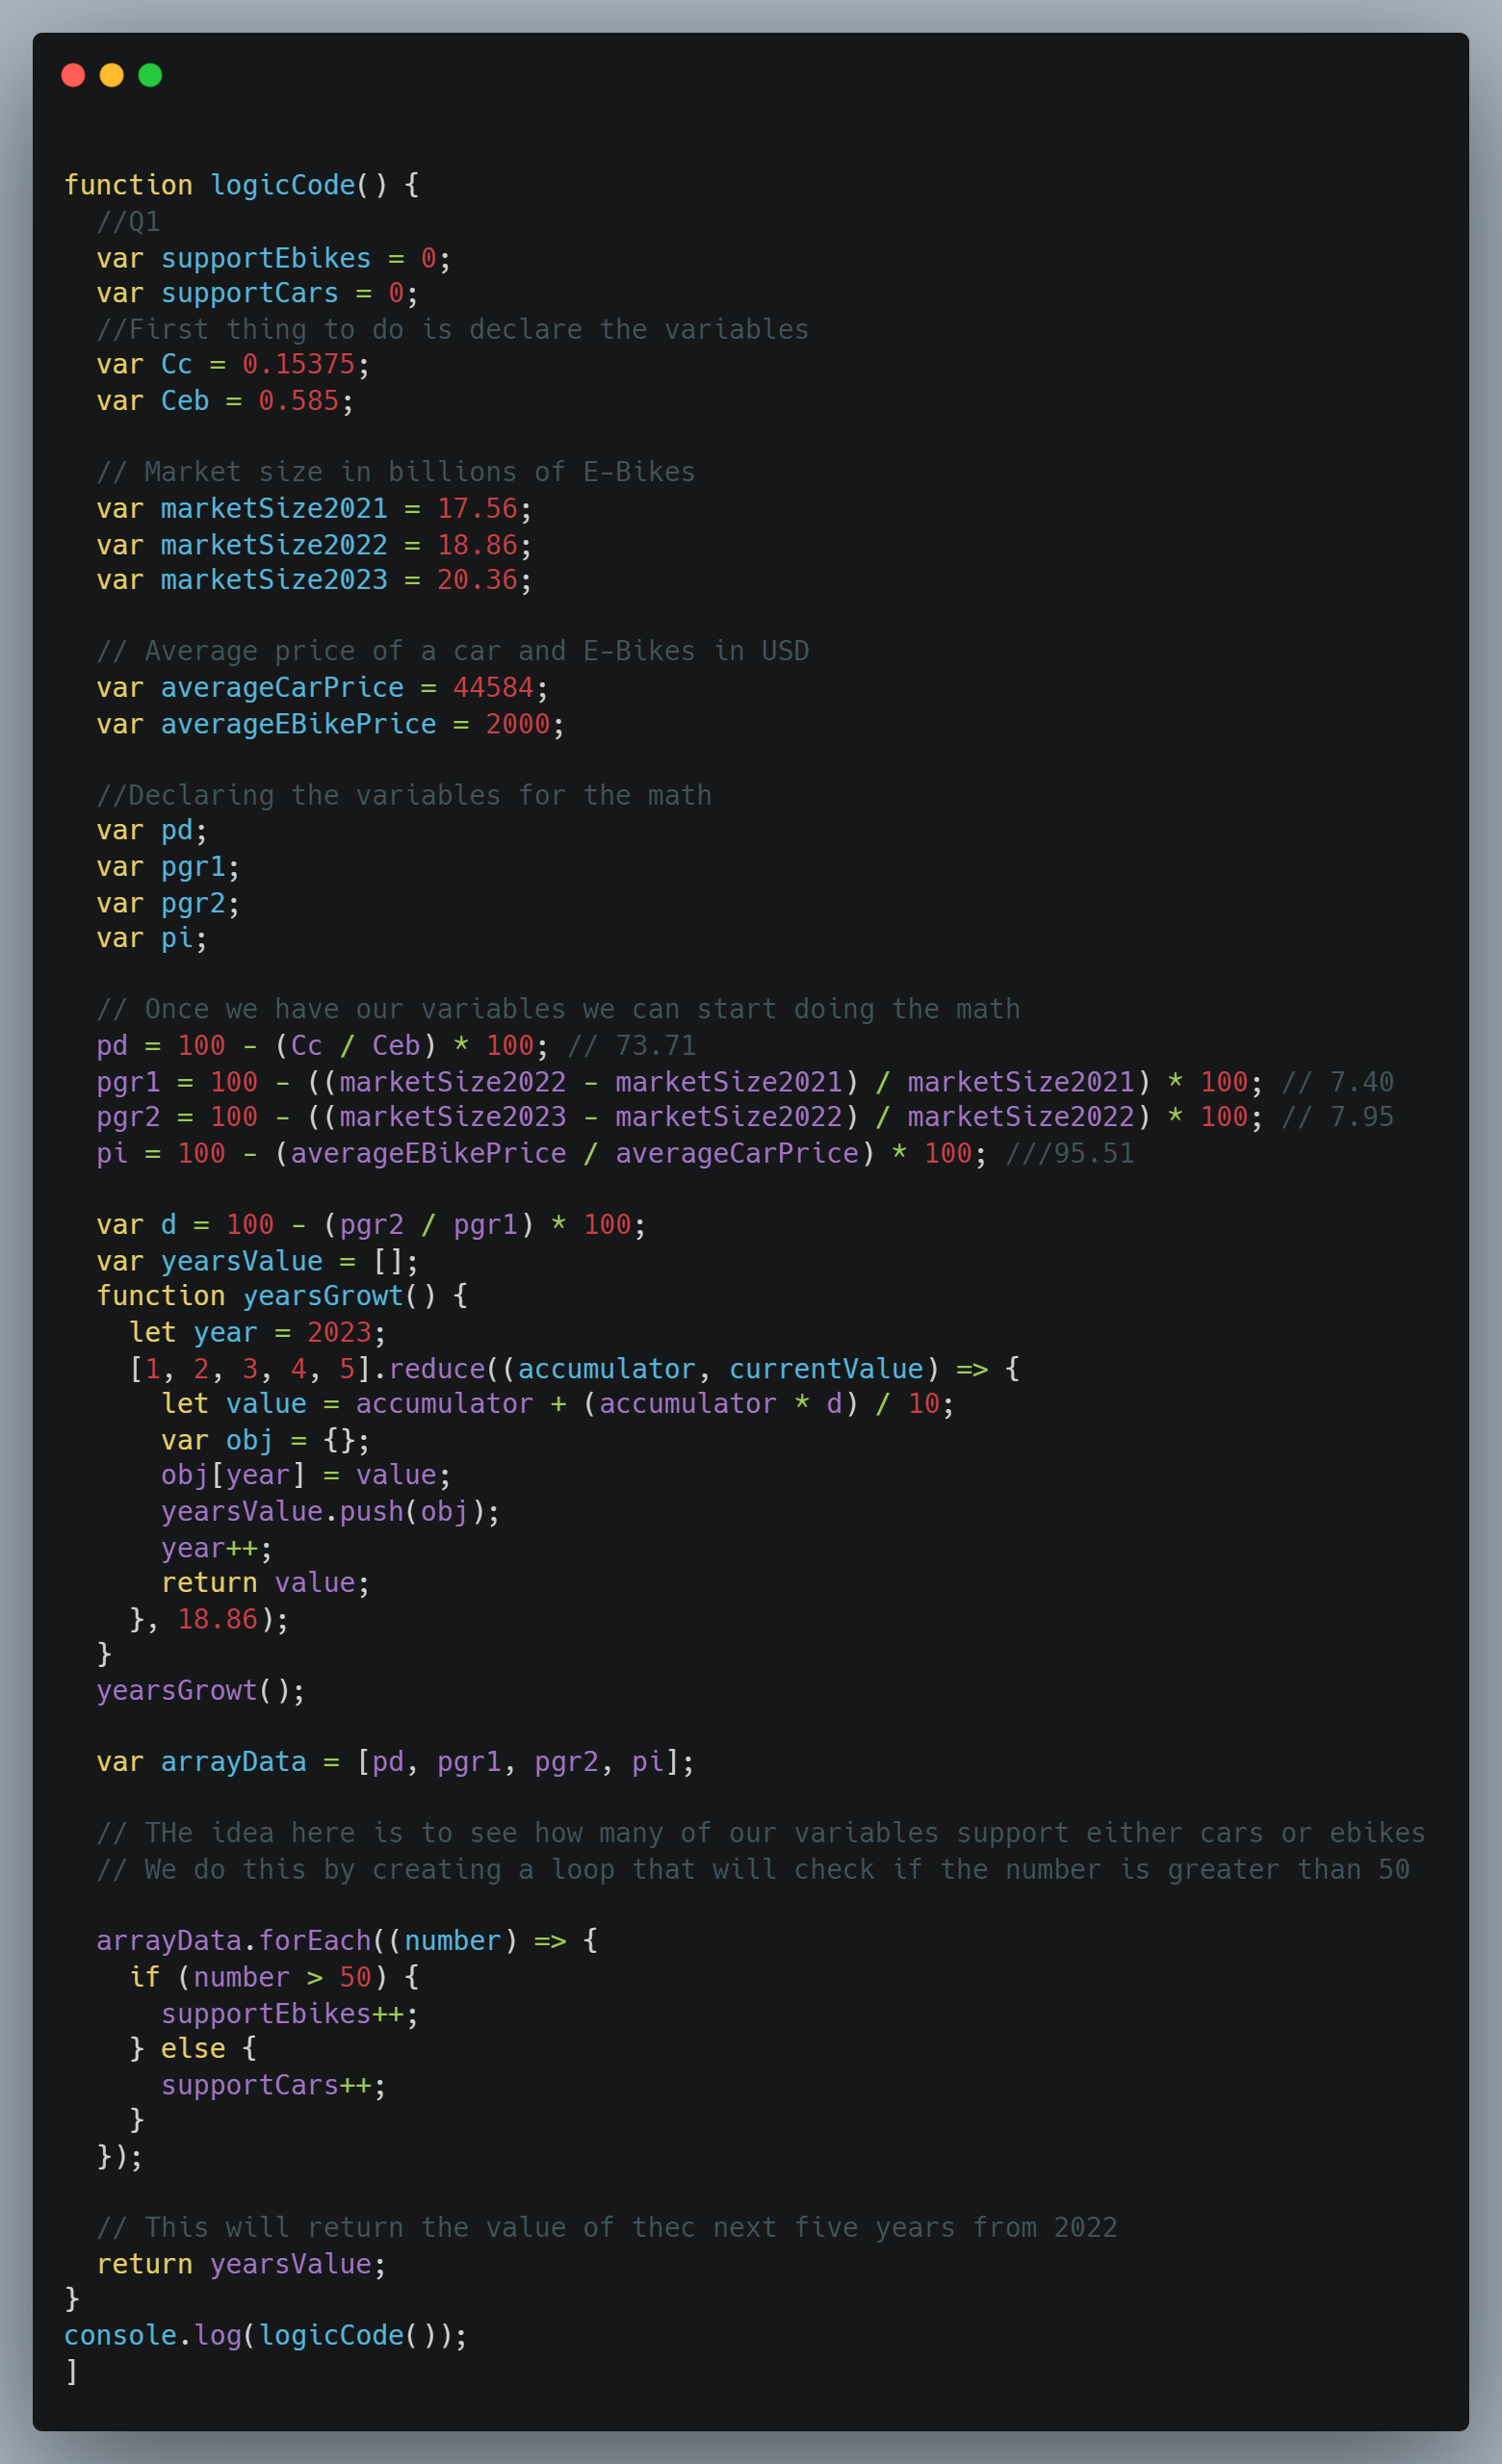 function logicCode() {
  //Q1
  var supportEbikes = 0;
  var supportCars = 0;
  //First thing to do is declare the variables
  var Cc = 0.15375;
  var Ceb = 0.585;

  // Market size in billions of E-Bikes
  var marketSize2021 = 17.56;
  var marketSize2022 = 18.86;
  var marketSize2023 = 20.36;

  // Average price of a car and E-Bikes in USD
  var averageCarPrice = 44584;
  var averageEBikePrice = 2000;

  //Declaring the variables for the math
  var pd;
  var pgr1;
  var pgr2;
  var pi;

  // Once we have our variables we can start doing the math
  pd = 100 - (Cc / Ceb) * 100; // 73.71
  pgr1 = 100 - ((marketSize2022 - marketSize2021) / marketSize2021) * 100; // 7.40
  pgr2 = 100 - ((marketSize2023 - marketSize2022) / marketSize2022) * 100; // 7.95
  pi = 100 - (averageEBikePrice / averageCarPrice) * 100; ///95.51

  var d = 100 - (pgr2 / pgr1) * 100;
  var yearsValue = [];
  function yearsGrowt() {
    let year = 2023;
    [1, 2, 3, 4, 5].reduce((accumulator, currentValue) => {
      let value = accumulator + (accumulator * d) / 10;
      var obj = {};
      obj[year] = value;
      yearsValue.push(obj);
      year++;
      return value;
    }, 18.86);
  }
  yearsGrowt();

  var arrayData = [pd, pgr1, pgr2, pi];

  // THe idea here is to see how many of our variables support either cars or ebikes
  // We do this by creating a loop that will check if the number is greater than 50

  arrayData.forEach((number) => {
    if (number > 50) {
      supportEbikes++;
    } else {
      supportCars++;
    }
  });

  // This will return the value of thec next five years from 2022
  return yearsValue;
}
console.log(logicCode());
]